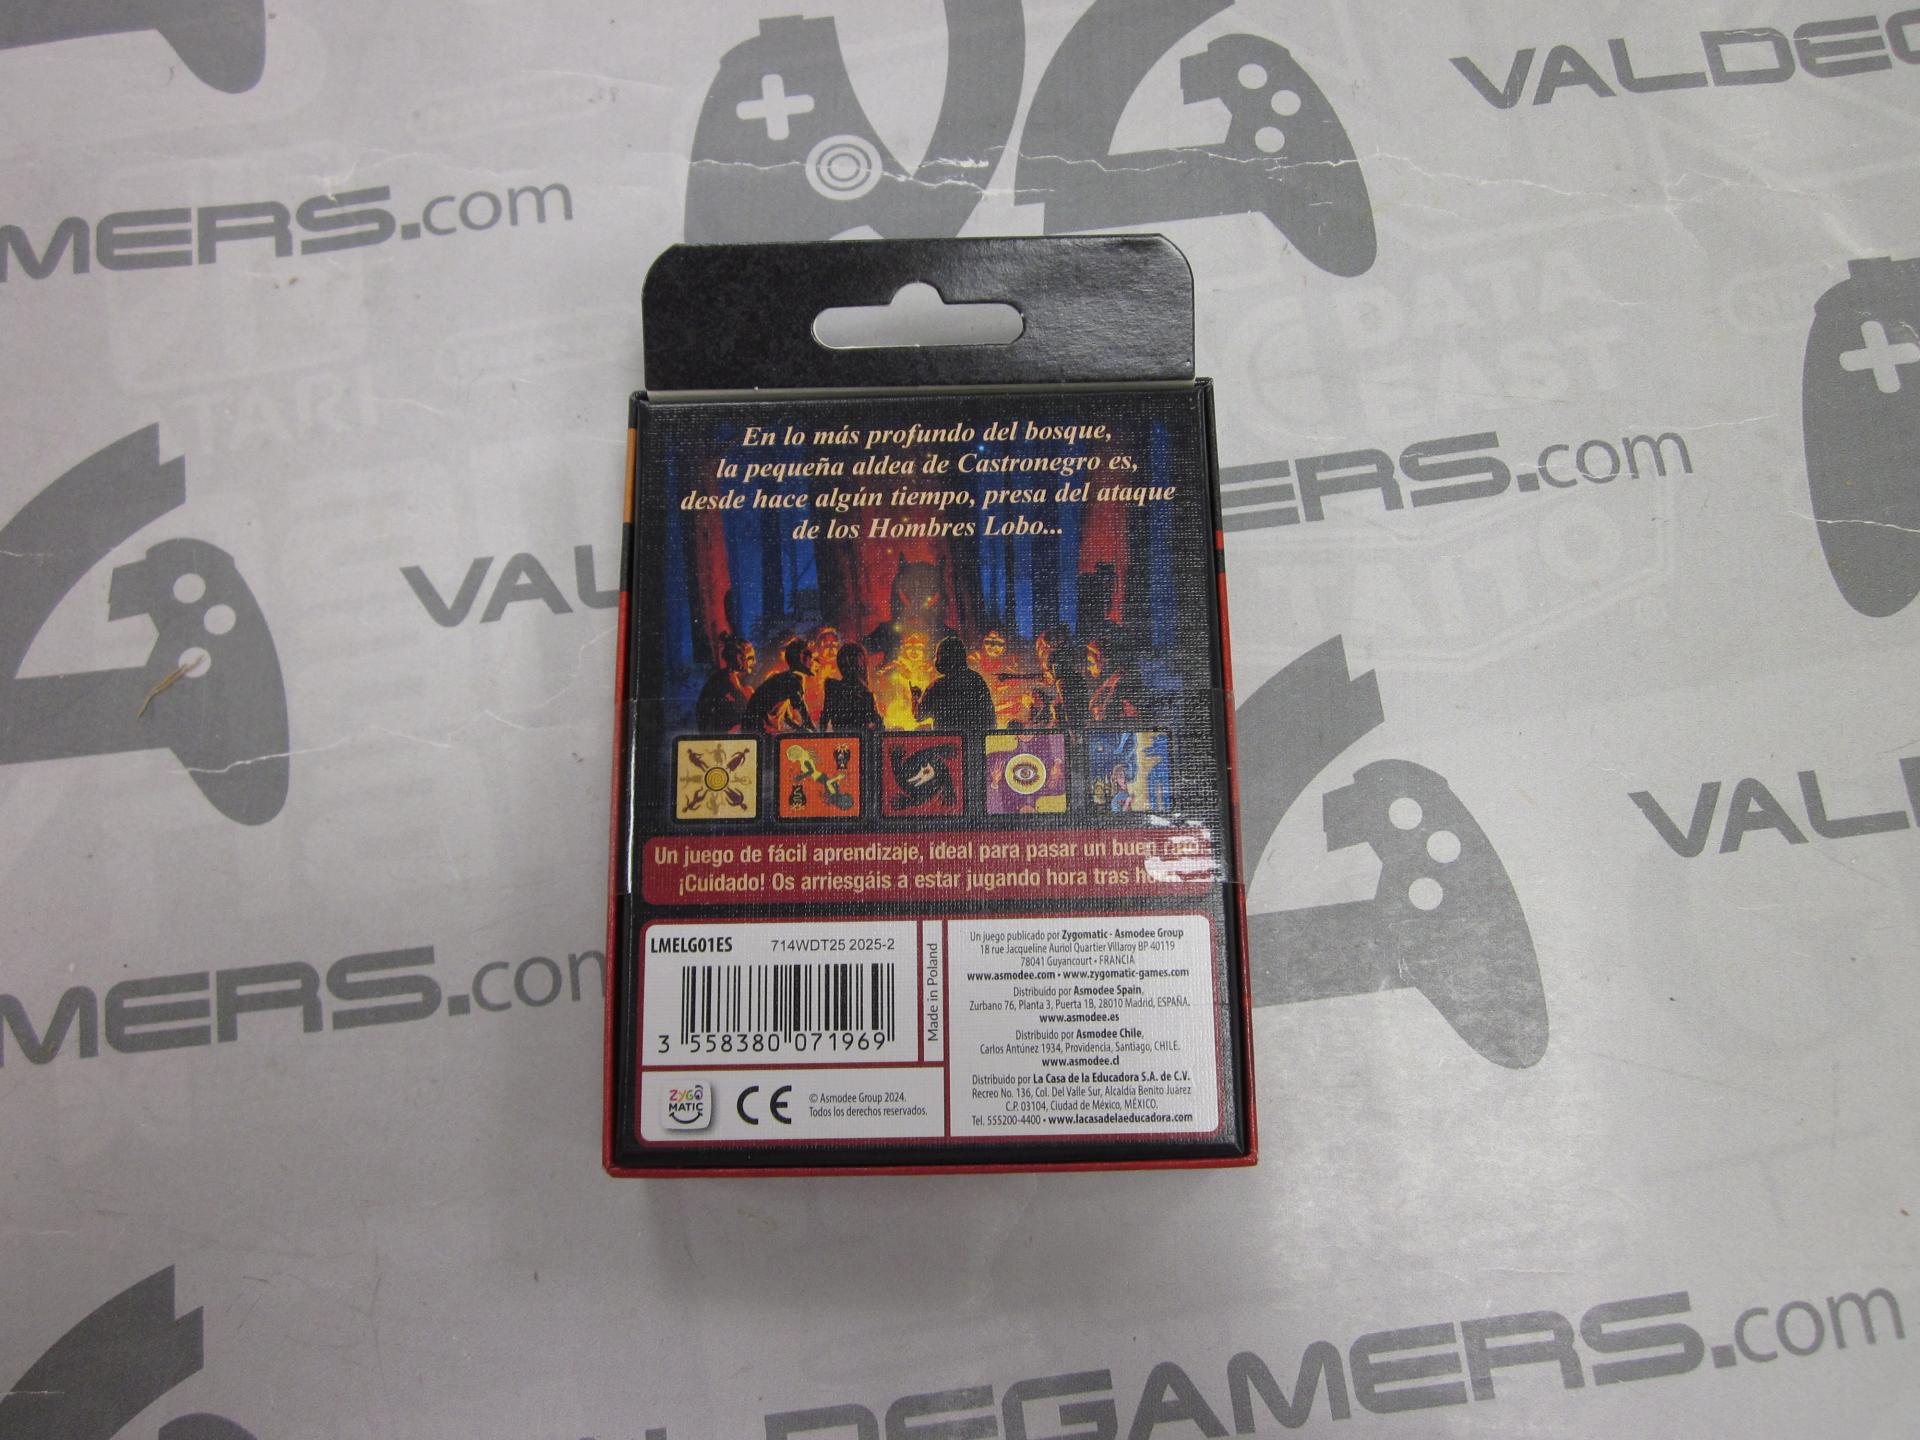 VALDEG
MERS.com
En lo más profundo del bosque,
la pequeña aldea de Castronegro es,
desde hace algún tiempo, presa del ataque
de los Hombres Lobo...
ERS.com
VAL
Un juego de fácil aprendizaje, ideal para pasar un buen
¡Cuidado! Os arriesgáis a estar jugando hora tras
VAL
MERS.com
LMELG01ES 714WDT25 2025-2
3 558380 071969
Made in Poland
ZYGO
MATIC
CE
© Asmodee Group 2024.
Todos los derechos reservados.
Un juego publicado por Zygomatic - Asmodee Group
18 rue Jacqueline Auriol Quartier Villaroy BP 40119
78041 Guyancourt • FRANCIA
www.asmodee.com • www.zygomatic-games.com
Distribuido por Asmodee Spain,
Zurbano 76, Planta 3, Puerta 1B, 28010 Madrid, ESPAÑA.
www.asmodee.es
Distribuido por Asmodee Chile,
Carlos Antúnez 1934, Providencia, Santiago, CHILE.
www.asmodee.cl
Distribuido por La Casa de la Educadora S.A. de C.V.
Recreo No. 136, Col. Del Valle Sur, Alcaldía Benito Juárez
C.P. 03104, Ciudad de México, MÉXICO.
Tel. 555200-4400 • www.lacasadelaeducadora.com
VALDEGAMERS.com